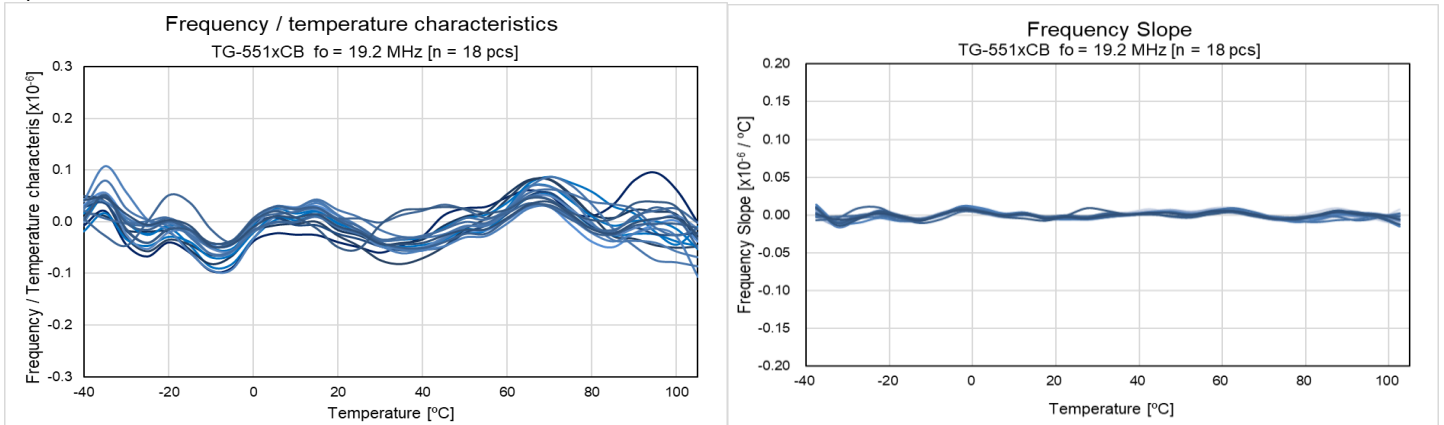 Frequency / temperature characteristics
TG-551xCB fo = 19.2 MHz [n = 18 pcs]
Frequency / Temperature characteris [x10⁻⁶]
0.3
0.2
0.1
0.0
-0.1
-0.2
-0.3
-40 -20 0 20 40 60 80 100
Temperature [ºC]
Frequency Slope
TG-551xCB fo = 19.2 MHz [n = 18 pcs]
Frequency Slope [x10⁻⁶ / ºC]
0.20
0.15
0.10
0.05
0.00
-0.05
-0.10
-0.15
-0.20
-40 -20 0 20 40 60 80 100
Temperature [ºC]